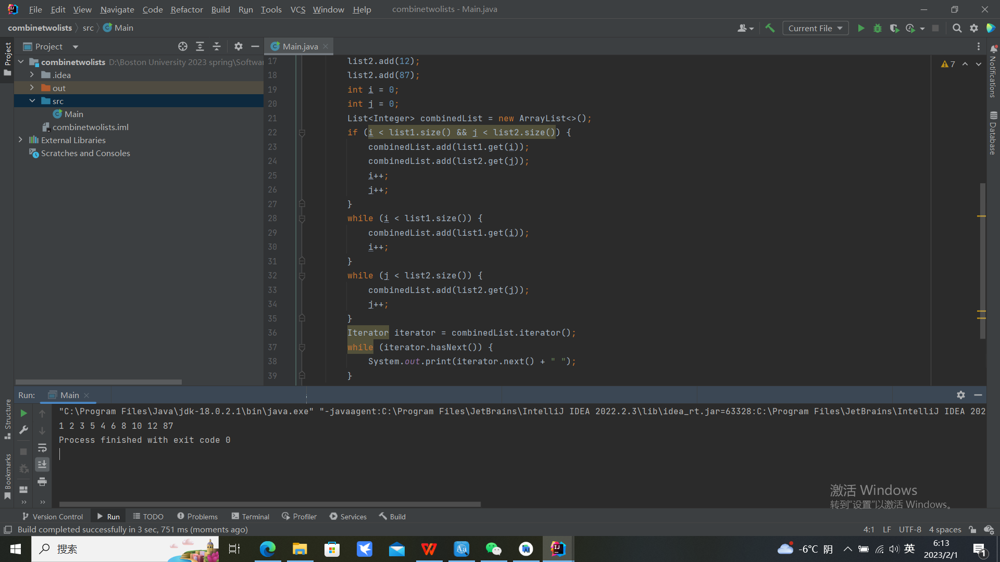 File Edit View Navigate Code Refactor Build Run Tools VCS Window Help combinetwolists - Main.java
combinetwolists src Main Current File
Project Main.java
Project
combinetwolists D:\Boston University 2023 spring\Softwar
.idea
out
src
Main
combinetwolists.iml
External Libraries
Scratches and Consoles
17 list2.add(12);
18 list2.add(87);
19 int i = 0;
20 int j = 0;
21 List<Integer> combinedList = new ArrayList<>();
22 if (i < list1.size() && j < list2.size()) {
23 combinedList.add(list1.get(i));
24 combinedList.add(list2.get(j));
25 i++;
26 j++;
27 }
28 while (i < list1.size()) {
29 combinedList.add(list1.get(i));
30 i++;
31 }
32 while (j < list2.size()) {
33 combinedList.add(list2.get(j));
34 j++;
35 }
36 Iterator iterator = combinedList.iterator();
37 while (iterator.hasNext()) {
38 System.out.print(iterator.next() + " ");
39 }
7
Notifications
Database
Run: Main
"C:\Program Files\Java\jdk-18.0.2.1\bin\java.exe" "-javaagent:C:\Program Files\JetBrains\IntelliJ IDEA 2022.2.3\lib\idea_rt.jar=63328:C:\Program Files\JetBrains\IntelliJ IDEA 202
1 2 3 5 4 6 8 10 12 87
Process finished with exit code 0
Structure
Bookmarks
激活 Windows
转到“设置”以激活 Windows。
Version Control Run TODO Problems Terminal Profiler Services Build
Build completed successfully in 3 sec, 751 ms (moments ago) 4:1 LF UTF-8 4 spaces
搜索 -6°C 阴 英 6:13
2023/2/1 1